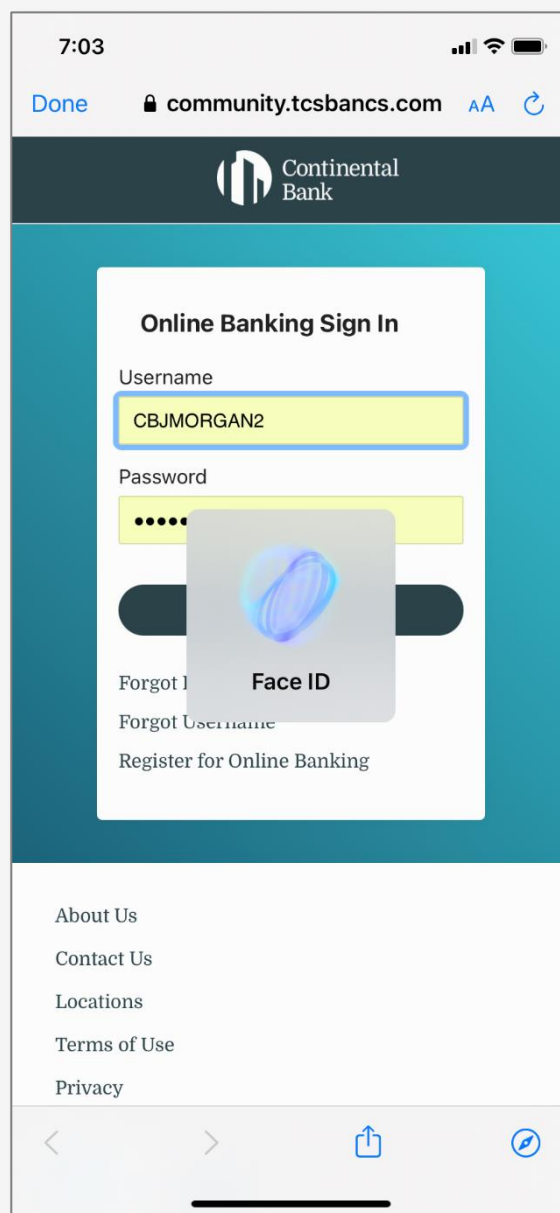 7:03
Done community.tcsbancs.com AA
Continental
Bank
Online Banking Sign In
Username
CBJMORGAN2
Password
Face ID
Forgot
Forgot Username
Register for Online Banking
About Us
Contact Us
Locations
Terms of Use
Privacy